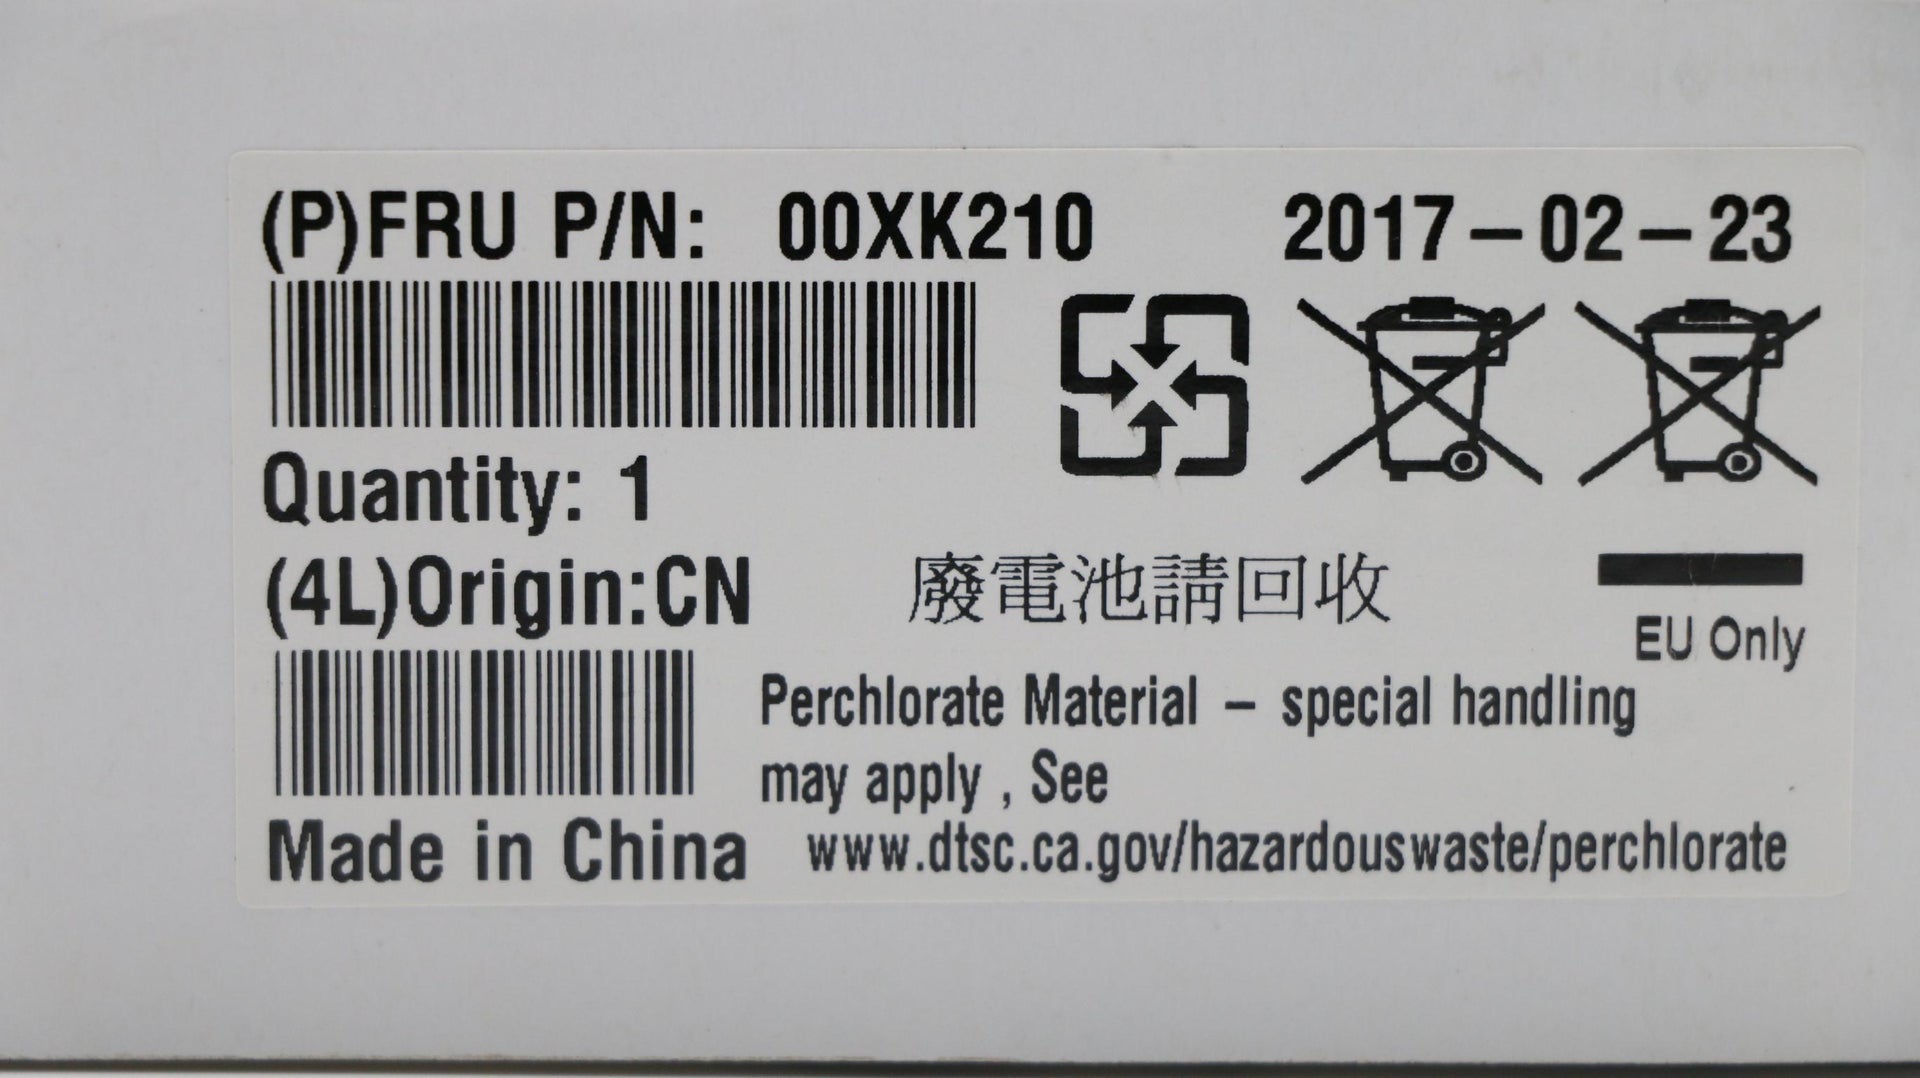 (P)FRU P/N: 00XK210 2017-02-23
Quantity: 1
(4L)Origin:CN
廢電池請回收
EU Only
Perchlorate Material – special handling
may apply , See
Made in China www.dtsc.ca.gov/hazardouswaste/perchlorate